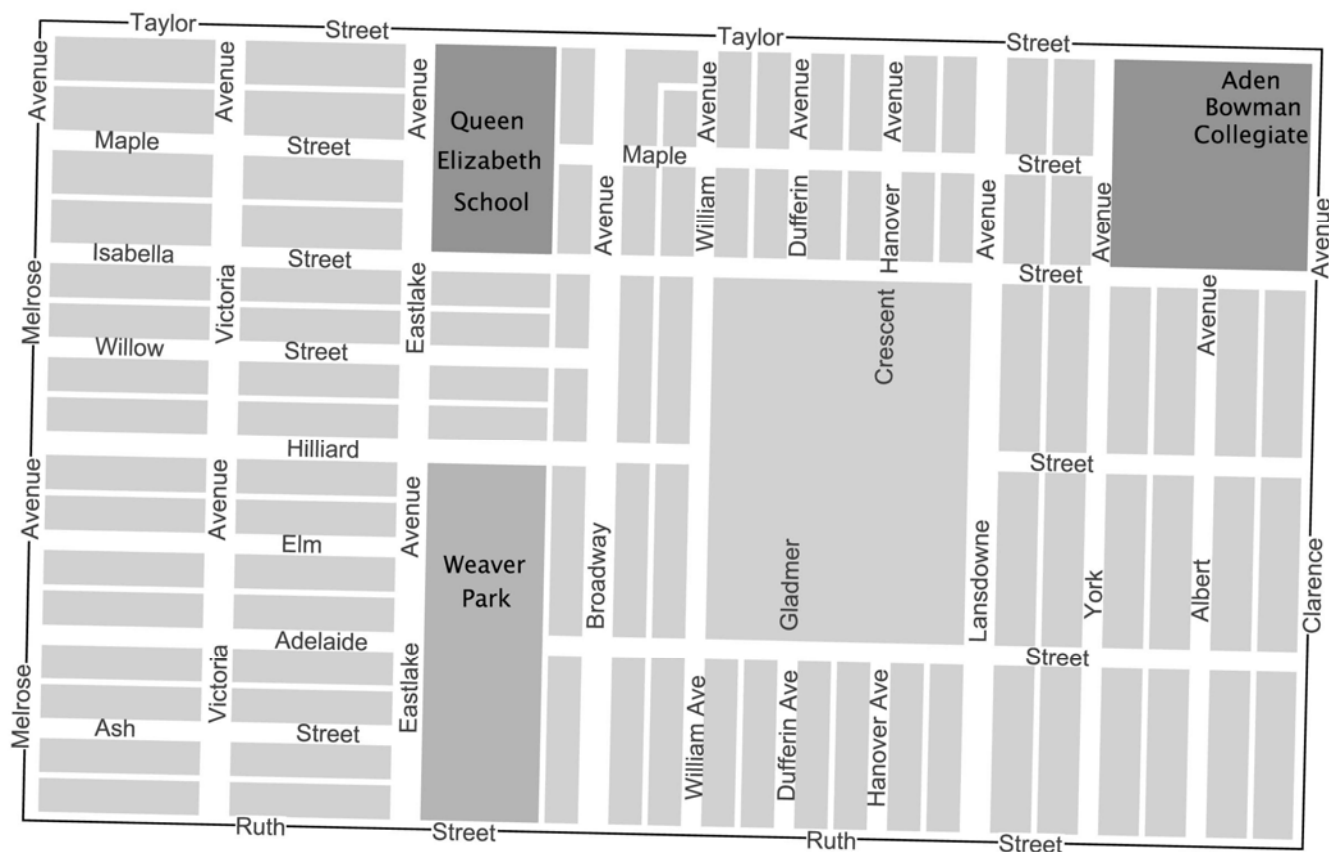 Taylor Street Taylor Street
Avenue Avenue Avenue Avenue Avenue Avenue
Queen
Elizabeth
School
Aden
Bowman
Collegiate
Maple Street Maple Street
Avenue William Dufferin Hanover Avenue Avenue Avenue
Isabella Street Street
Melrose Victoria Eastlake Crescent Avenue
Willow Street
Hilliard Street
Avenue Avenue Avenue
Elm
Weaver
Park
Broadway Gladmer Lansdowne York Albert Clarence
Adelaide Street
Melrose Victoria Eastlake William Ave Dufferin Ave Hanover Ave
Ash Street
Ruth Street Ruth Street